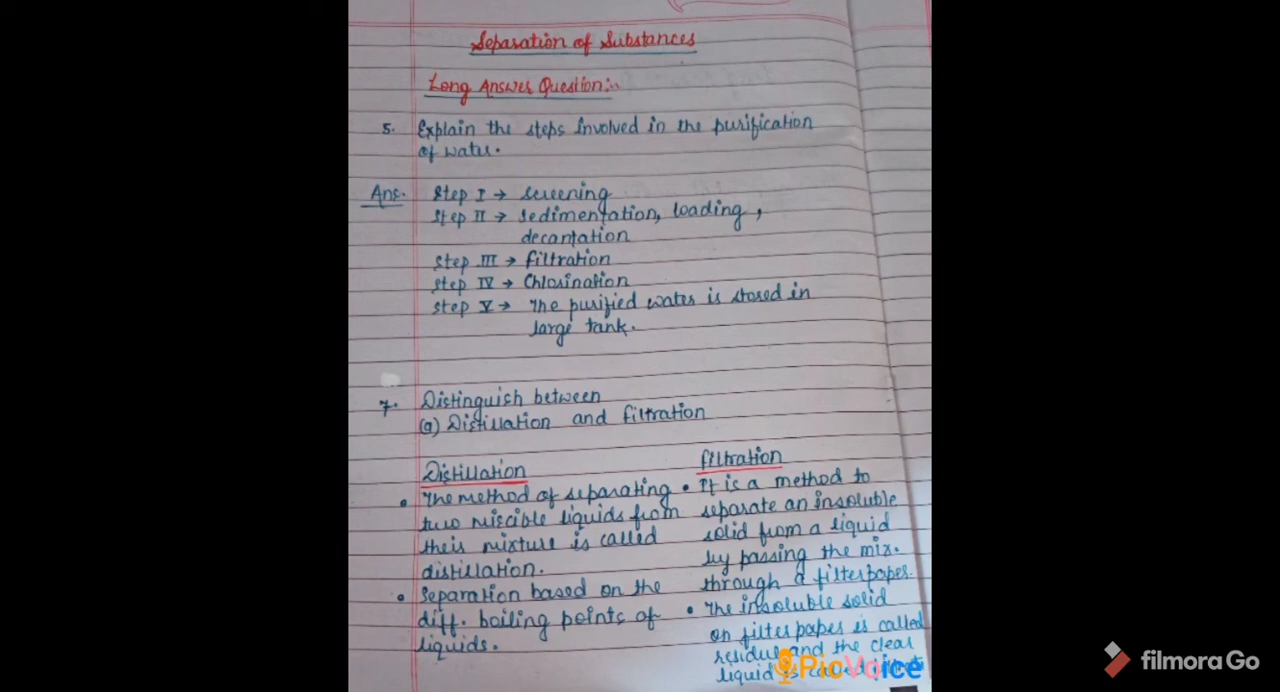 Separation of Substances
Long Answer Question:-
5. Explain the steps involved in the purification
of water.
Ans. Step I → screening
Step II → sedimentation, loading,
decantation
Step III → filtration
Step IV → Chlorination
Step V → The purified water is stored in
large tank.
7. Distinguish between
(a) Distillation and filtration
Distillation
• The method of separating
two miscible liquids from
their mixture is called
distillation.
• Separation based on the
diff. boiling points of
liquids.
filtration
• It is a method to
separate an insoluble
solid from a liquid
by passing the mix.
through a filterpaper.
• The insoluble solid
on filterpaper is called
residue and the clear
liquid is called
PicVoice
filmoraGo